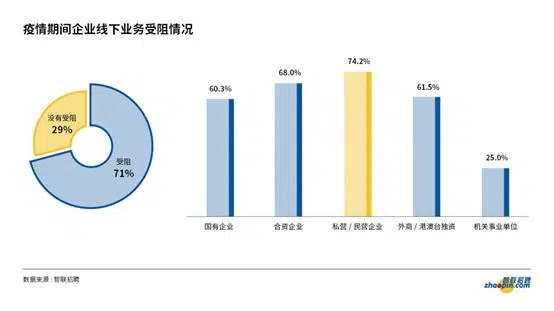 疫情期间企业线下业务受阻情况
没有受阻
29%
受阻
71%
60.3%
68.0%
74.2%
61.5%
25.0%
国有企业
合资企业
私营 / 民营企业
外商 / 港澳台独资
机关事业单位
数据来源：智联招聘
智联招聘
zhaopin.com